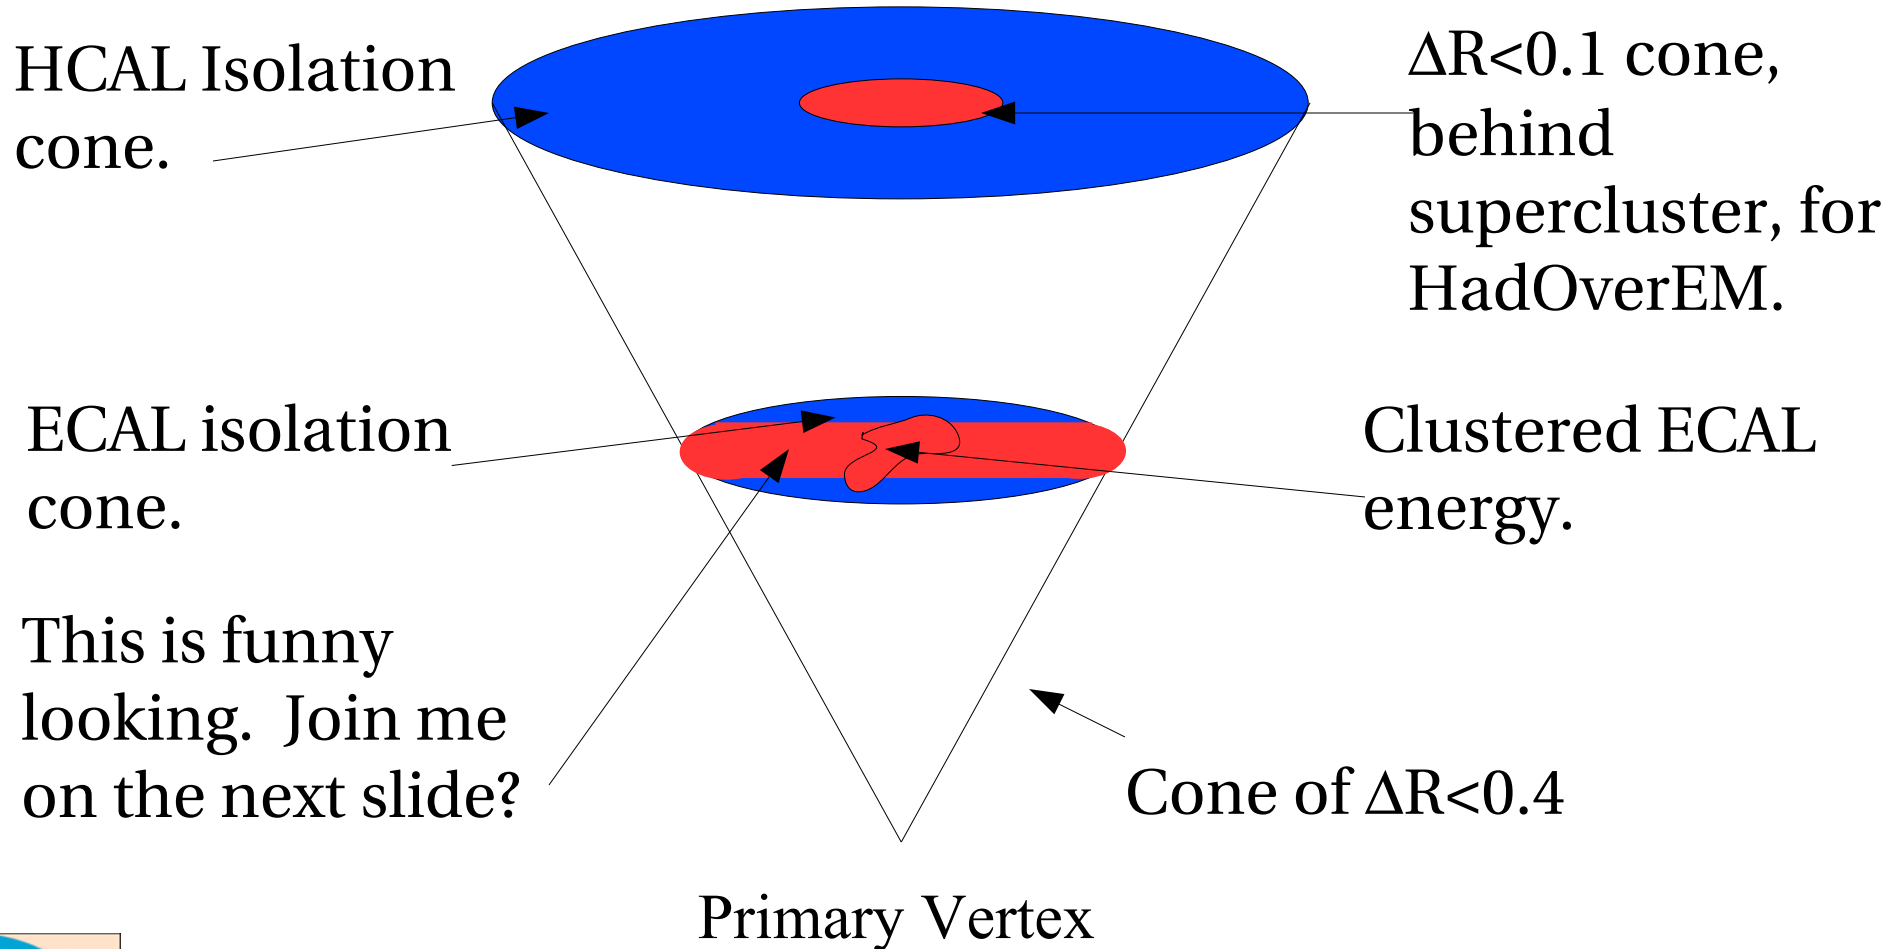 HCAL Isolation
cone.
ΔR<0.1 cone,
behind
supercluster, for
HadOverEM.
ECAL isolation
cone.
Clustered ECAL
energy.
This is funny
looking.  Join me
on the next slide?
Cone of ΔR<0.4
Primary Vertex